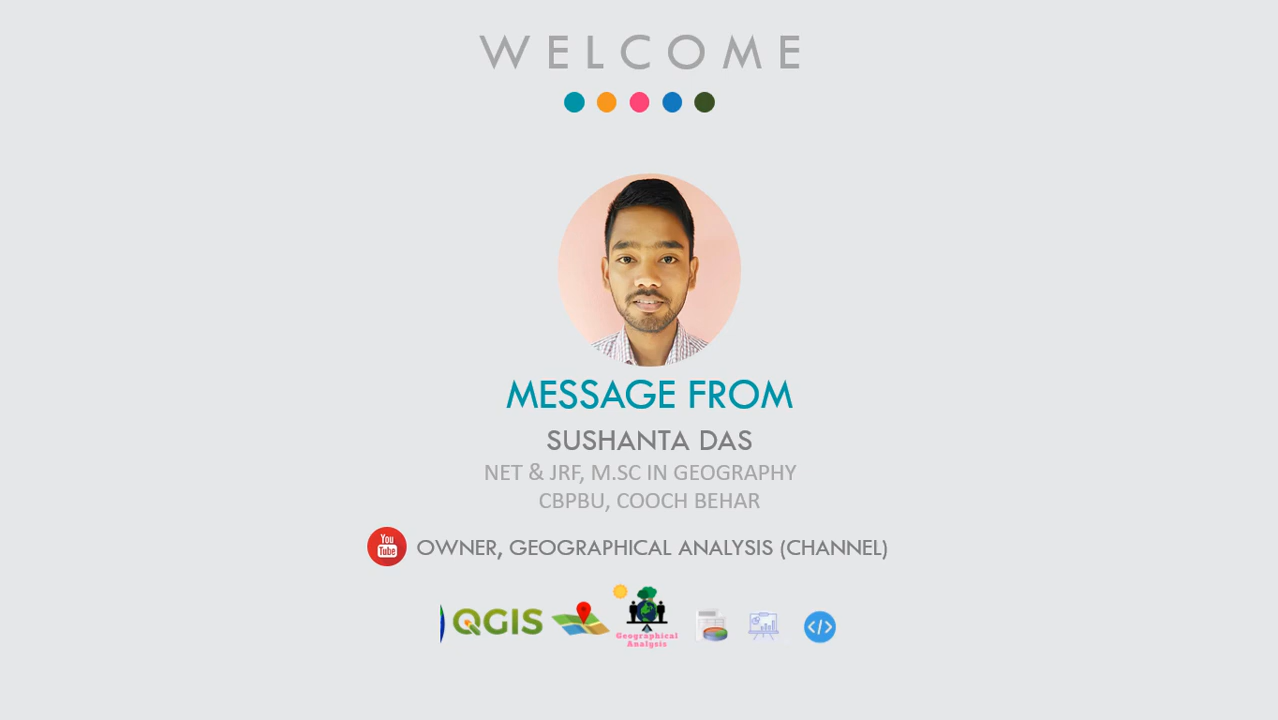 WELCOME
MESSAGE FROM
SUSHANTA DAS
NET & JRF, M.SC IN GEOGRAPHY
CBPBU, COOCH BEHAR
You
Tube
OWNER, GEOGRAPHICAL ANALYSIS (CHANNEL)
QGIS
Geographical
Analysis